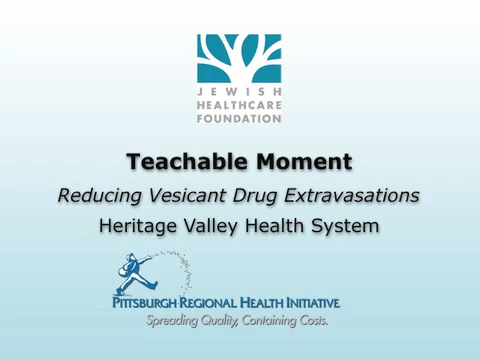 JEWISH
HEALTHCARE
FOUNDATION
Teachable Moment
Reducing Vesicant Drug Extravasations
Heritage Valley Health System
PITTSBURGH REGIONAL HEALTH INITIATIVE
Spreading Quality, Containing Costs.